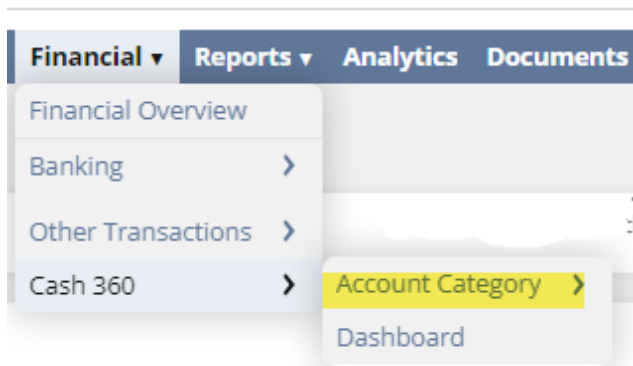 Financial ▾ Reports ▾ Analytics Documents
Financial Overview
Banking >
Other Transactions >
Cash 360 >
Account Category >
Dashboard